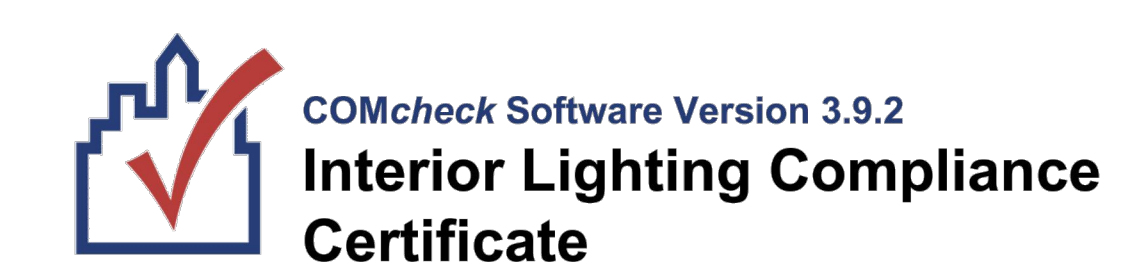 COMcheck Software Version 3.9.2
Interior Lighting Compliance
Certificate